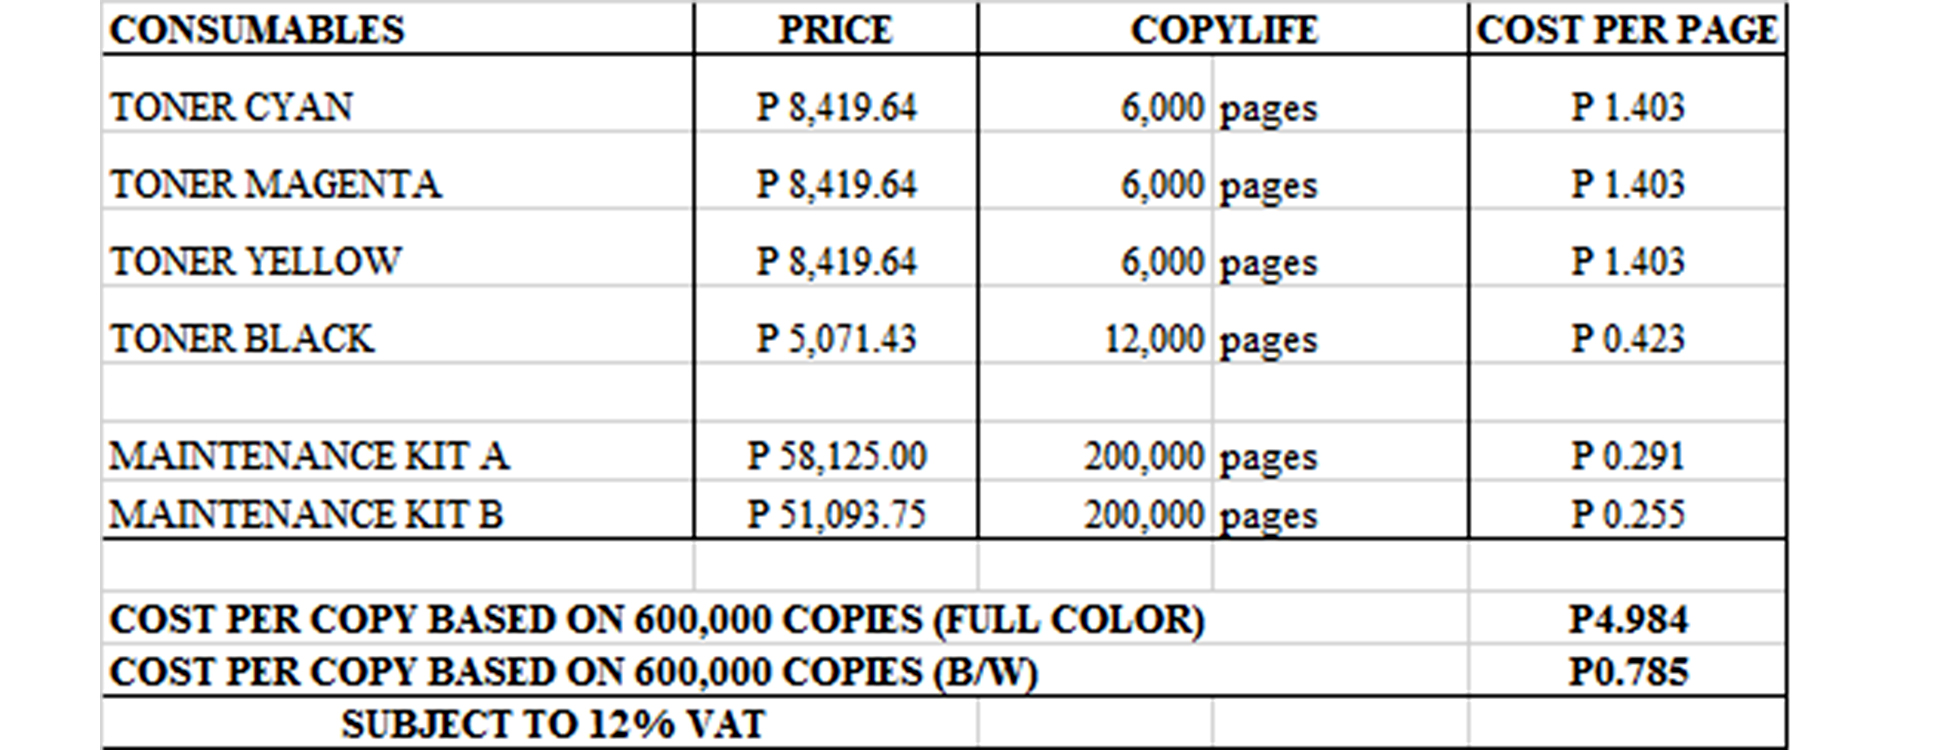 CONSUMABLES PRICE COPYLIFE COST PER PAGE
TONER CYAN P 8,419.64 6,000 pages P 1.403
TONER MAGENTA P 8,419.64 6,000 pages P 1.403
TONER YELLOW P 8,419.64 6,000 pages P 1.403
TONER BLACK P 5,071.43 12,000 pages P 0.423
MAINTENANCE KIT A P 58,125.00 200,000 pages P 0.291
MAINTENANCE KIT B P 51,093.75 200,000 pages P 0.255
COST PER COPY BASED ON 600,000 COPIES (FULL COLOR) P4.984
COST PER COPY BASED ON 600,000 COPIES (B/W) P0.785
SUBJECT TO 12% VAT